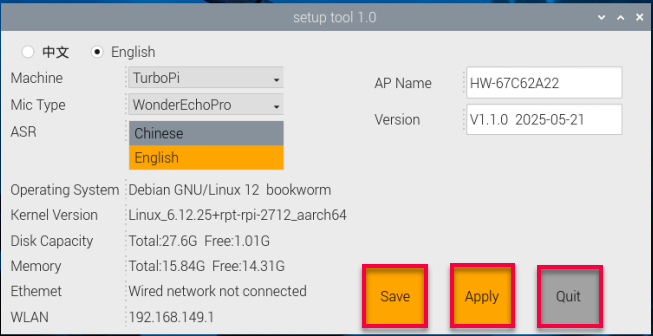 setup tool 1.0
中文 English
Machine TurboPi
AP Name HW-67C62A22
Mic Type WonderEchoPro
Version V1.1.0 2025-05-21
ASR Chinese
English
Operating System Debian GNU/Linux 12 bookworm
Kernel Version Linux_6.12.25+rpt-rpi-2712_aarch64
Disk Capacity Total:27.6G Free:1.01G
Memory Total:15.84G Free:14.31G
Ethemet Wired network not connected
WLAN 192.168.149.1
Save Apply Quit